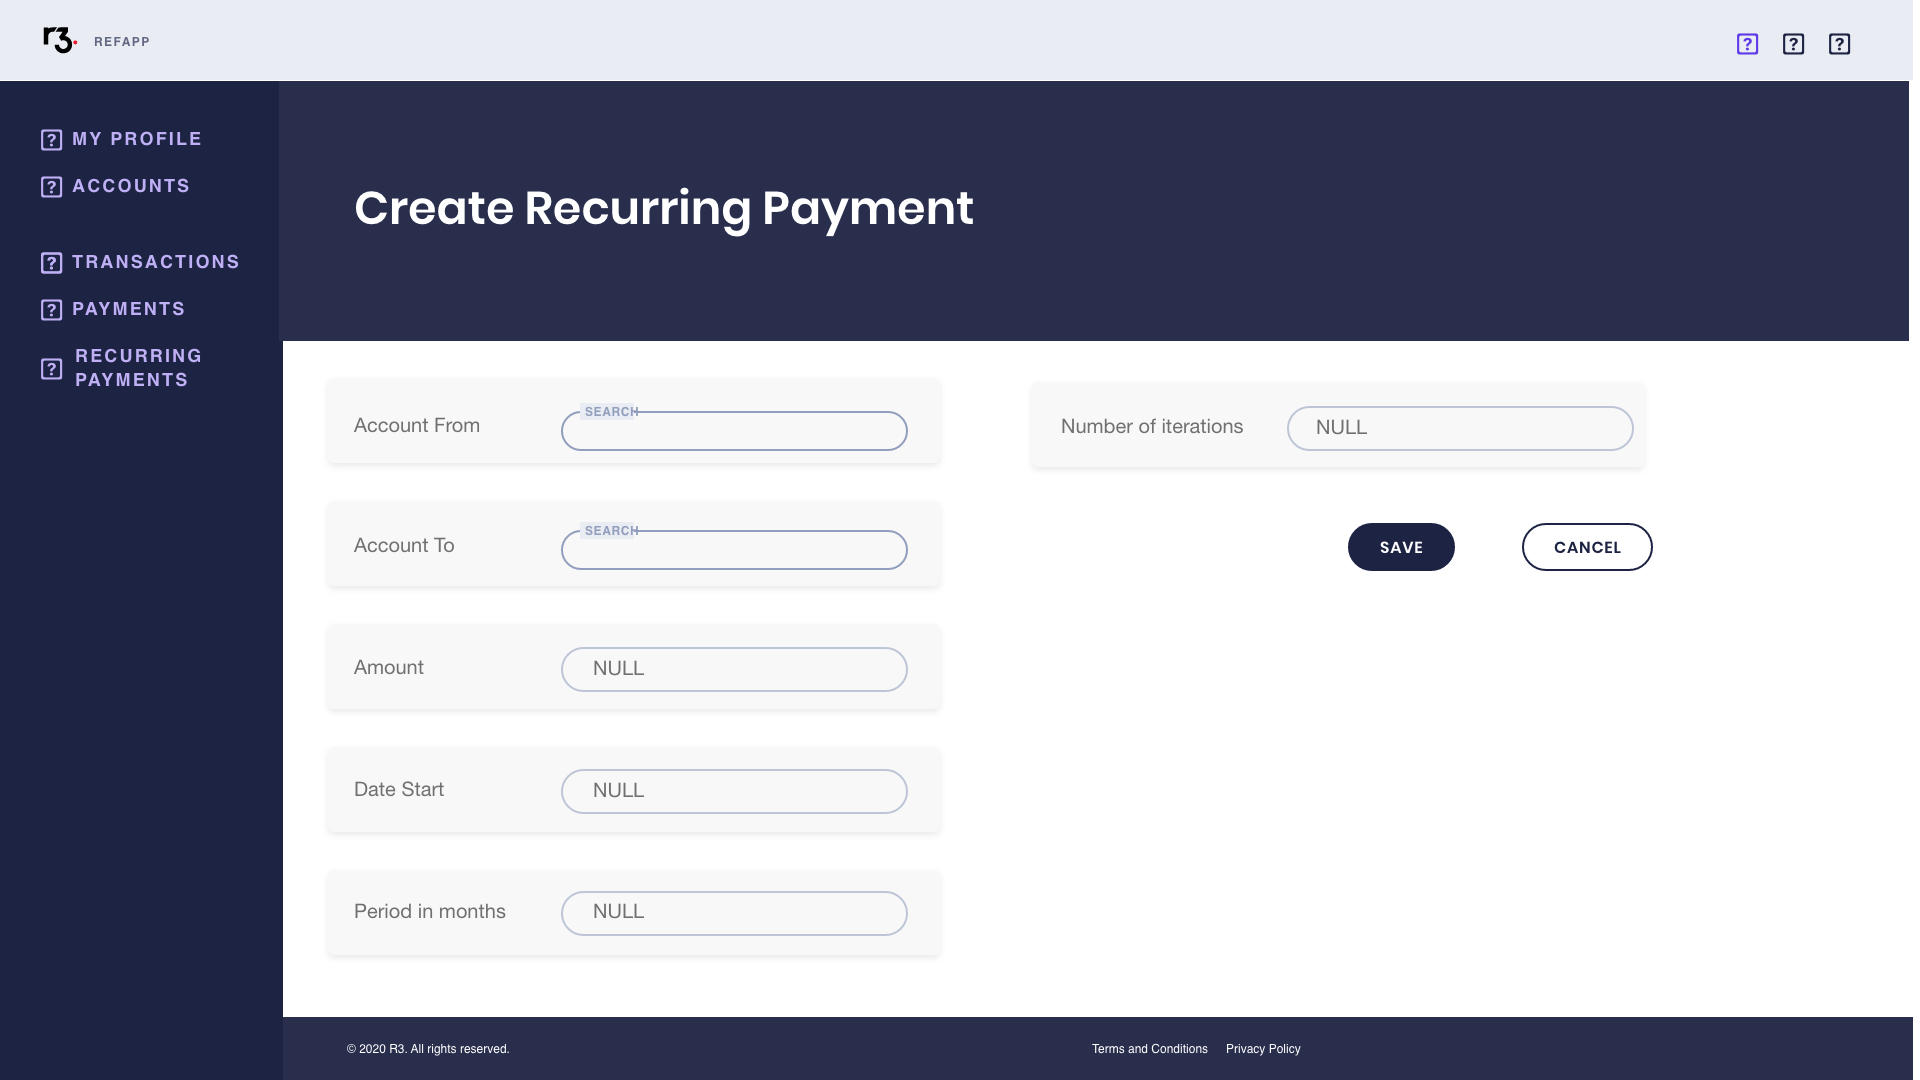 r3.
REFAPP
MY PROFILE
ACCOUNTS
TRANSACTIONS
PAYMENTS
RECURRING
PAYMENTS
Create Recurring Payment
Account From
SEARCH
Account To
SEARCH
Amount
NULL
Date Start
NULL
Period in months
NULL
Number of iterations
NULL
SAVE
CANCEL
© 2020 R3. All rights reserved.
Terms and Conditions
Privacy Policy